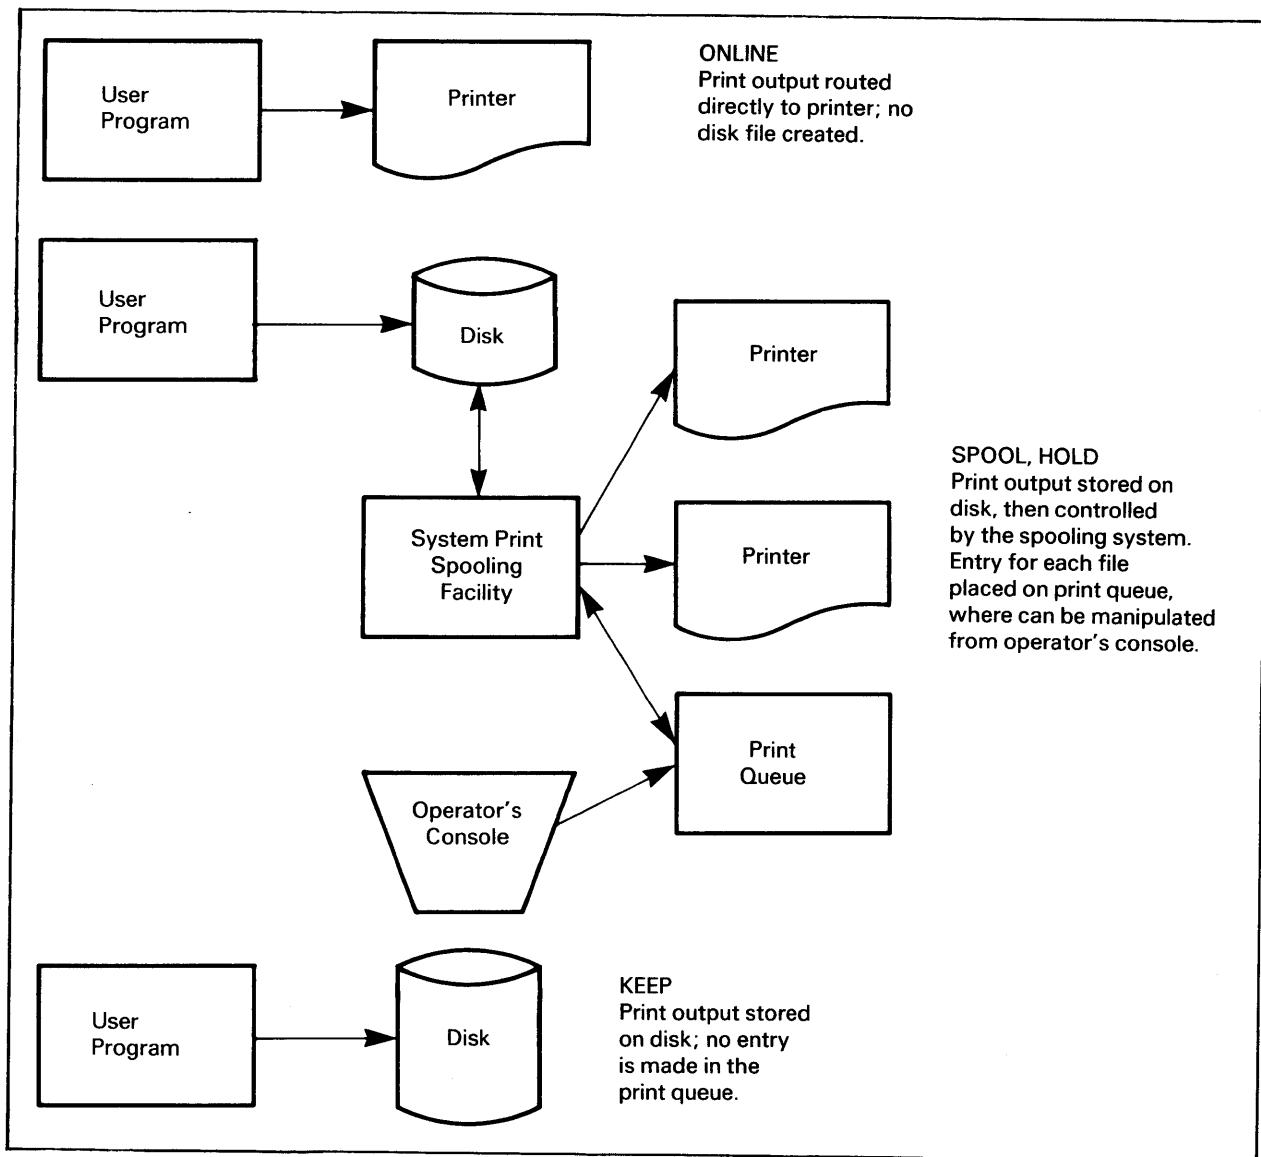 User
Program
Printer
ONLINE
Print output routed
directly to printer; no
disk file created.
User
Program
Disk
Printer
System Print
Spooling
Facility
Printer
SPOOL, HOLD
Print output stored on
disk, then controlled
by the spooling system.
Entry for each file
placed on print queue,
where can be manipulated
from operator's console.
Print
Queue
Operator's
Console
User
Program
Disk
KEEP
Print output stored
on disk; no entry
is made in the
print queue.